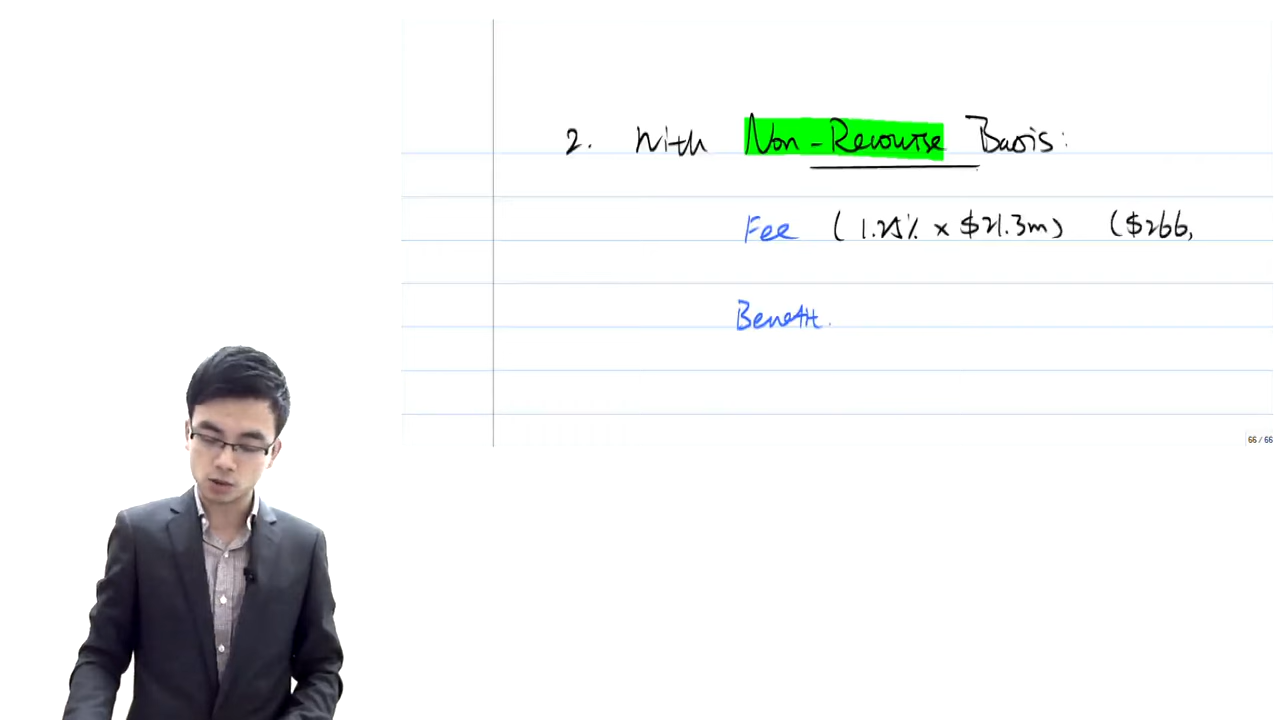 2. With Non-Recourse Basis:
Fee (1.25% × $21.3m) ($266,
Benefit.
66 / 66